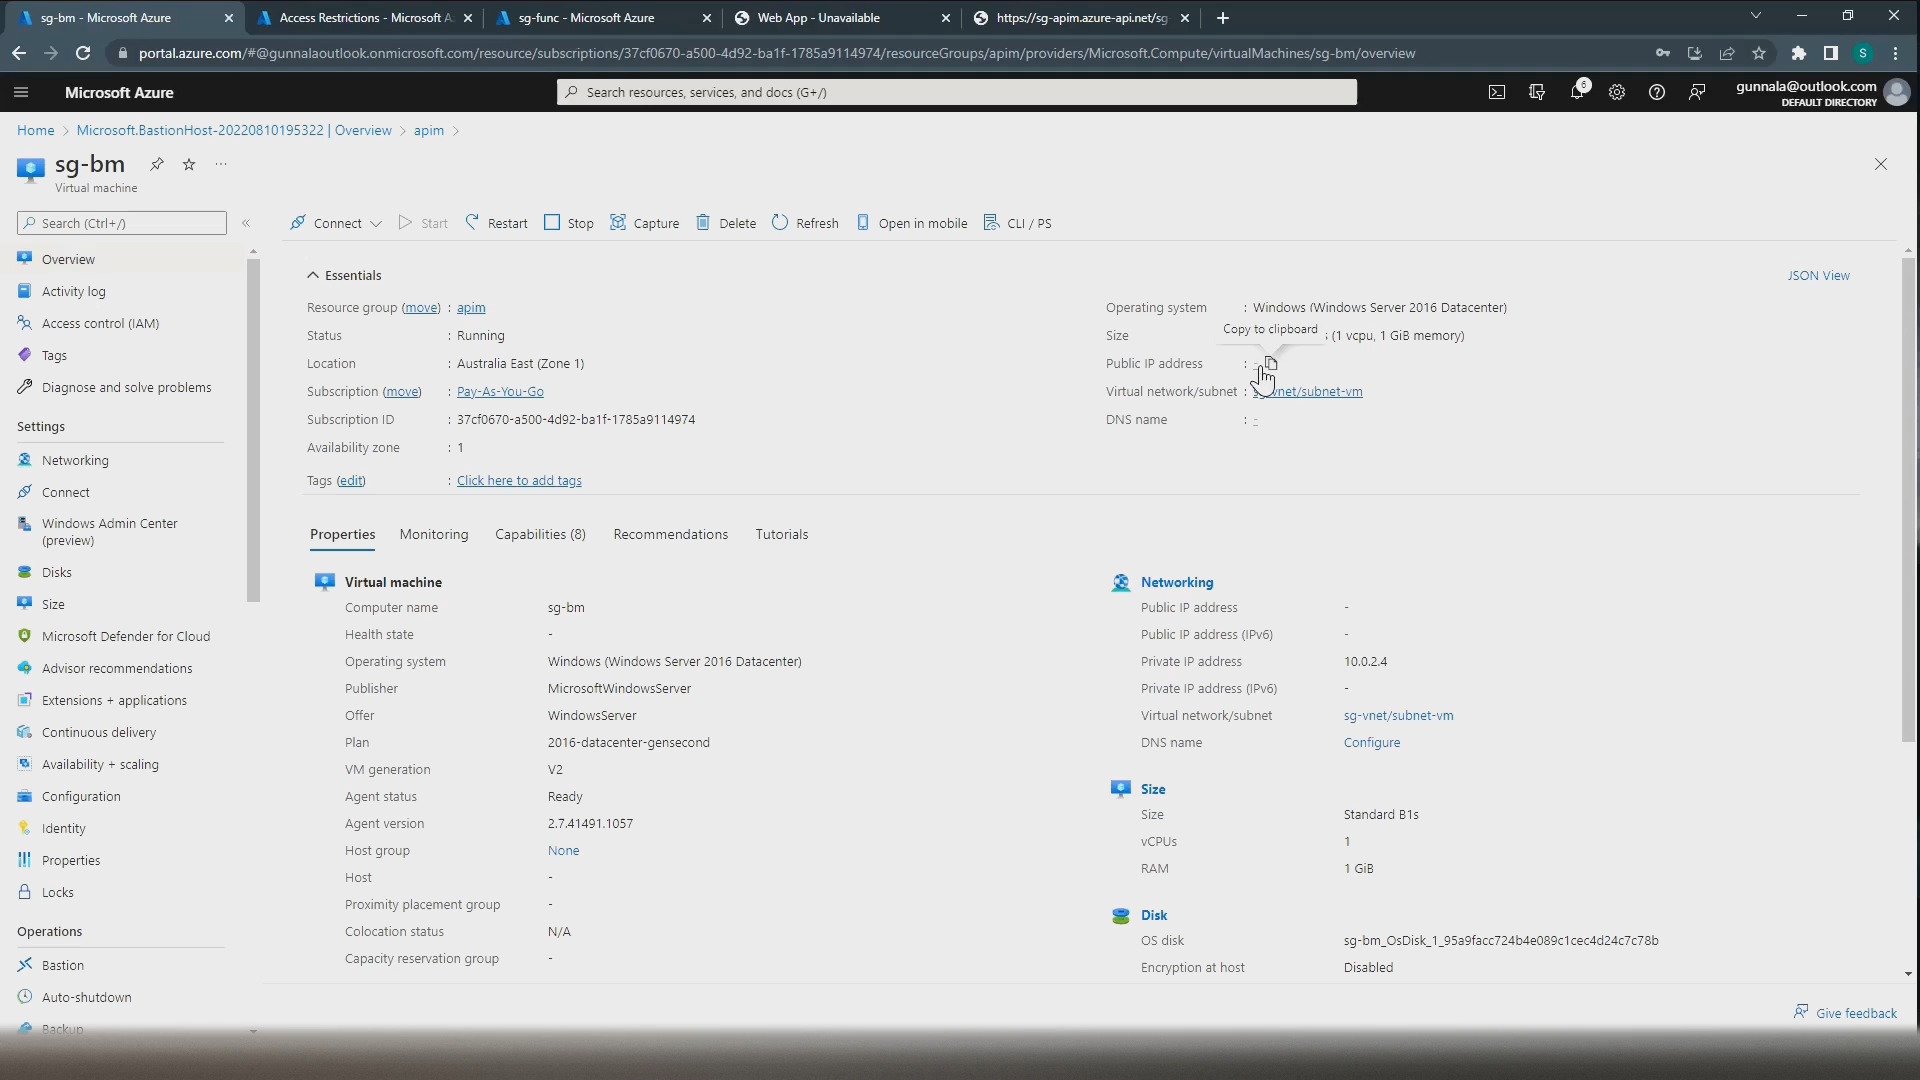 sg-bm - Microsoft Azure
Access Restrictions - Microsoft A
sg-func - Microsoft Azure
Web App - Unavailable
https://sg-apim.azure-api.net/sg
portal.azure.com/#@gunnalaoutlook.onmicrosoft.com/resource/subscriptions/37cf0670-a500-4d92-ba1f-1785a9114974/resourceGroups/apim/providers/Microsoft.Compute/virtualMachines/sg-bm/overview
S
Microsoft Azure
Search resources, services, and docs (G+/)
6
gunnala@outlook.com
DEFAULT DIRECTORY
Home > Microsoft.BastionHost-20220810195322 | Overview > apim >
sg-bm
Virtual machine
Search (Ctrl+/)
Connect
Start
Restart
Stop
Capture
Delete
Refresh
Open in mobile
CLI / PS
Overview
Activity log
Access control (IAM)
Tags
Diagnose and solve problems
Settings
Networking
Connect
Windows Admin Center
(preview)
Disks
Size
Microsoft Defender for Cloud
Advisor recommendations
Extensions + applications
Continuous delivery
Availability + scaling
Configuration
Identity
Properties
Locks
Operations
Bastion
Auto-shutdown
Backup
Essentials
JSON View
Resource group (move) : apim
Status : Running
Location : Australia East (Zone 1)
Subscription (move) : Pay-As-You-Go
Subscription ID : 37cf0670-a500-4d92-ba1f-1785a9114974
Availability zone : 1
Tags (edit) : Click here to add tags
Operating system : Windows (Windows Server 2016 Datacenter)
Copy to clipboard
Size (1 vcpu, 1 GiB memory)
Public IP address : -
Virtual network/subnet : sg-vnet/subnet-vm
DNS name : -
Properties
Monitoring
Capabilities (8)
Recommendations
Tutorials
Virtual machine
Computer name sg-bm
Health state -
Operating system Windows (Windows Server 2016 Datacenter)
Publisher MicrosoftWindowsServer
Offer WindowsServer
Plan 2016-datacenter-gensecond
VM generation V2
Agent status Ready
Agent version 2.7.41491.1057
Host group None
Host -
Proximity placement group -
Colocation status N/A
Capacity reservation group -
Networking
Public IP address -
Public IP address (IPv6) -
Private IP address 10.0.2.4
Private IP address (IPv6) -
Virtual network/subnet sg-vnet/subnet-vm
DNS name Configure
Size
Size Standard B1s
vCPUs 1
RAM 1 GiB
Disk
OS disk sg-bm_OsDisk_1_95a9facc724b4e089c1cec4d24c7c78b
Encryption at host Disabled
Give feedback